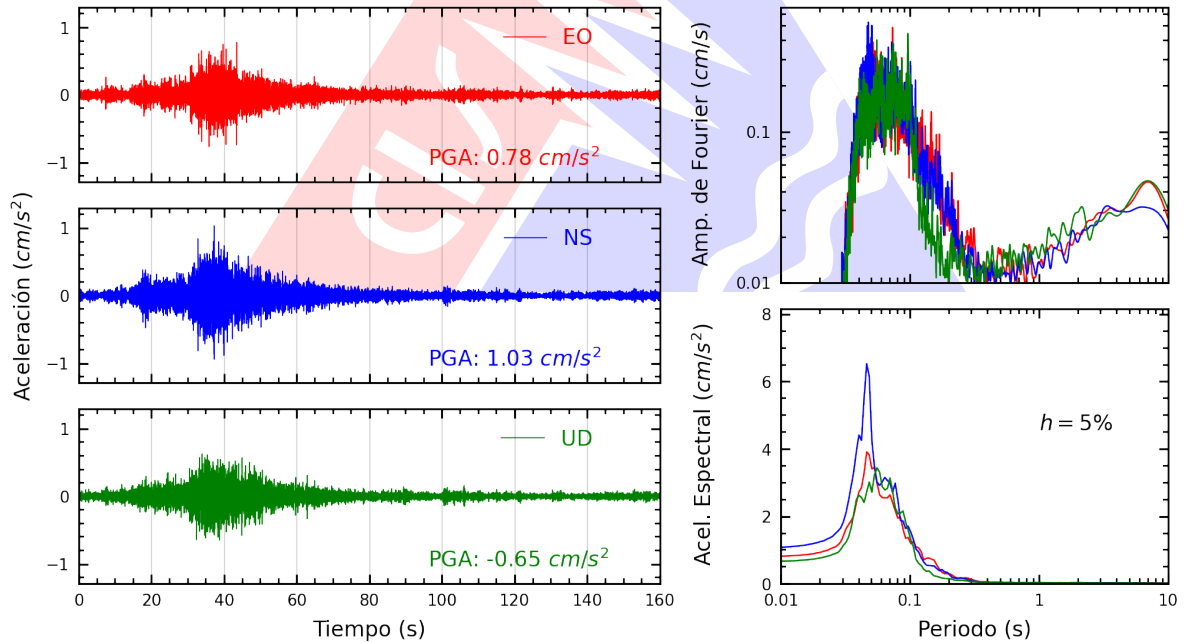 Aceleración (cm/s²)
1
0
−1
EO
PGA: 0.78 cm/s²
1
0
−1
NS
PGA: 1.03 cm/s²
1
0
−1
UD
PGA: -0.65 cm/s²
0 20 40 60 80 100 120 140 160
Tiempo (s)
Amp. de Fourier (cm/s)
0.1
0.01
Acel. Espectral (cm/s²)
8
6
4
2
0
h = 5%
0.01 0.1 1 10
Periodo (s)